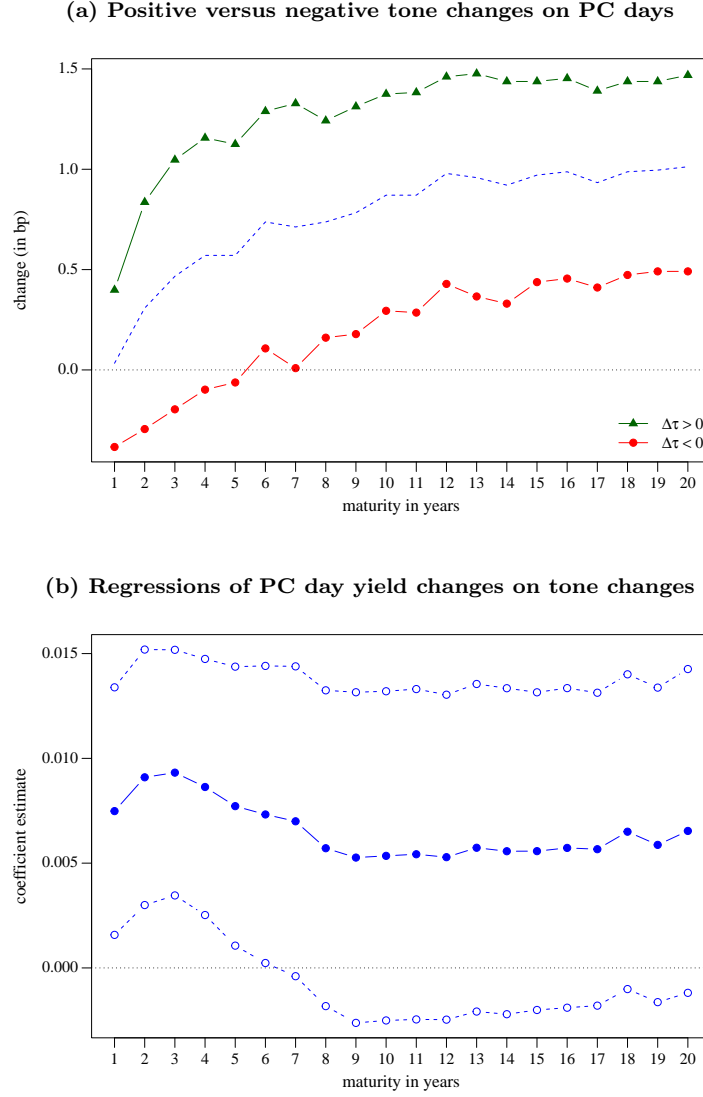 (a) Positive versus negative tone changes on PC days
1.5
1.0
0.5
0.0
change (in bp)
Δτ > 0
Δτ < 0
1 2 3 4 5 6 7 8 9 10 11 12 13 14 15 16 17 18 19 20
maturity in years
(b) Regressions of PC day yield changes on tone changes
0.015
0.010
0.005
0.000
coefficient estimate
1 2 3 4 5 6 7 8 9 10 11 12 13 14 15 16 17 18 19 20
maturity in years